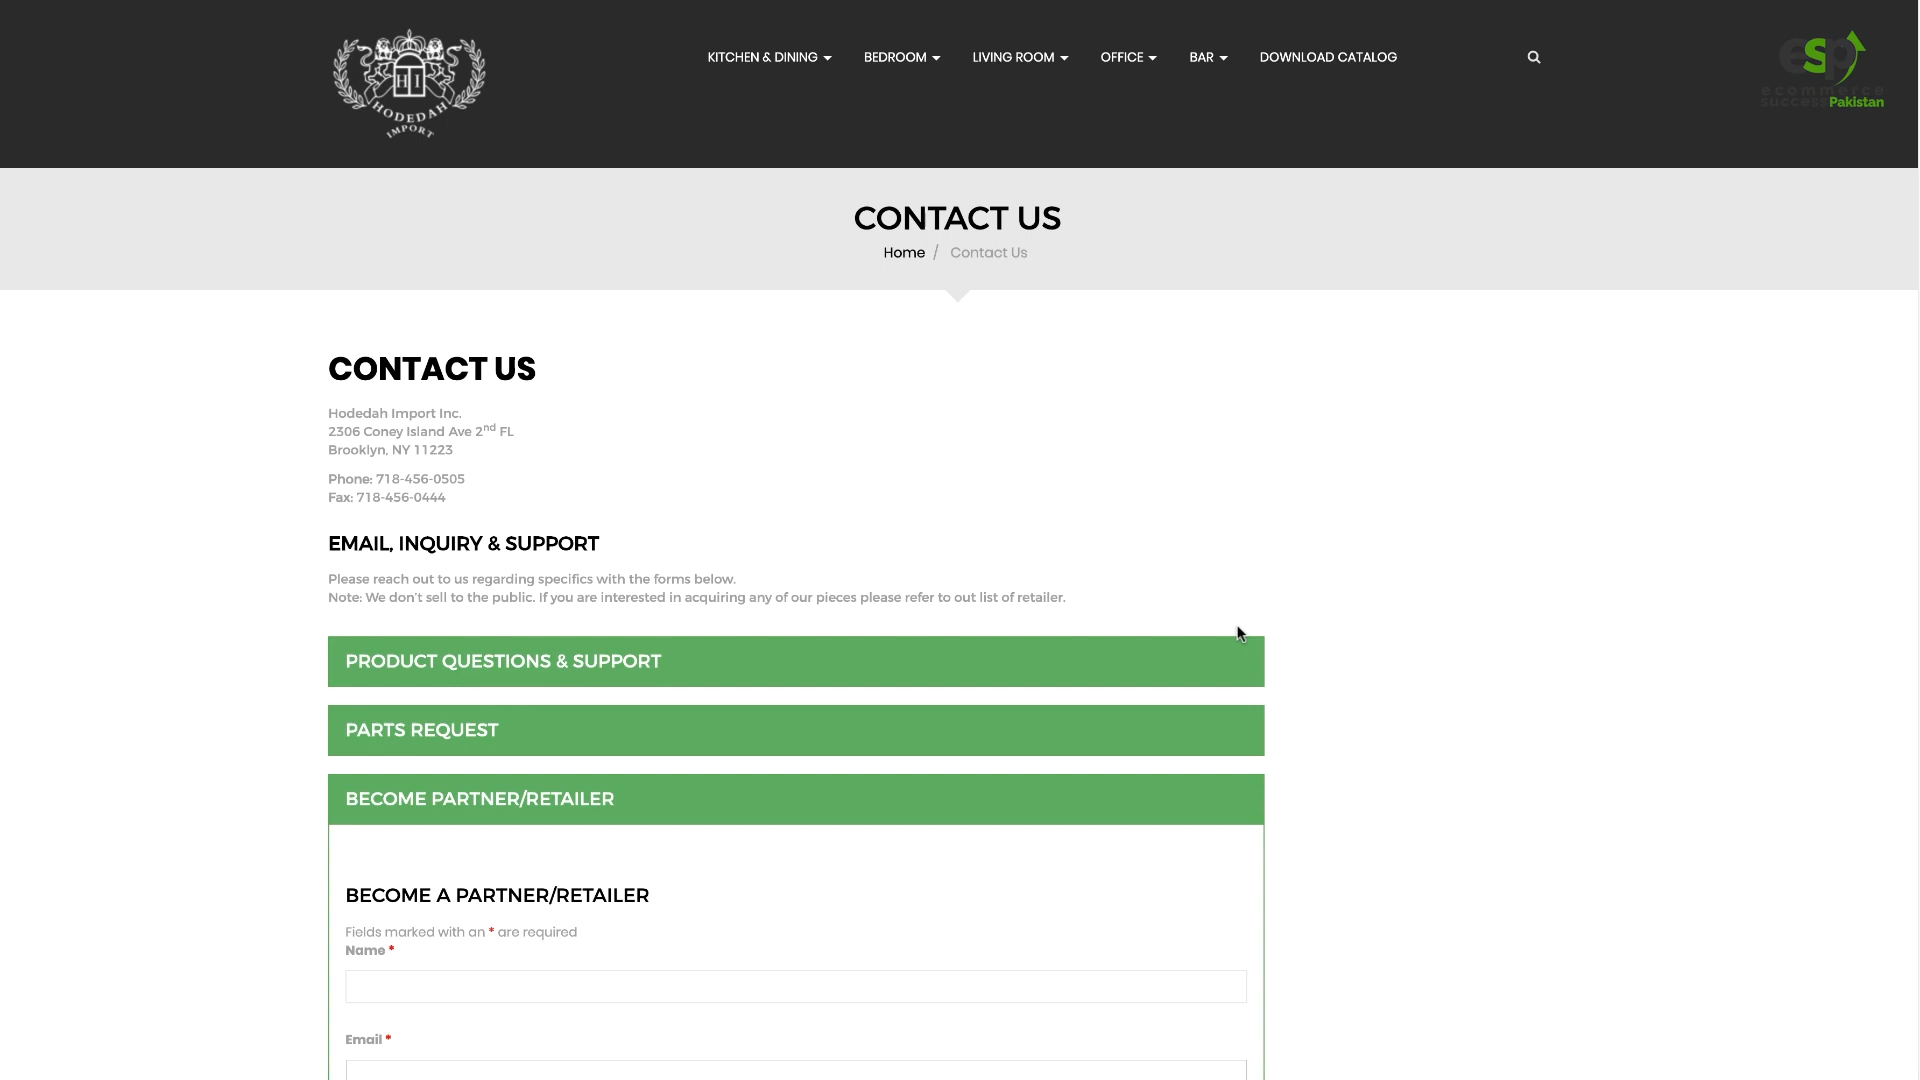 HODEDAH
IMPORT
KITCHEN & DINING
BEDROOM
LIVING ROOM
OFFICE
BAR
DOWNLOAD CATALOG
esp
ecommerce
successPakistan
CONTACT US
Home / Contact Us
CONTACT US
Hodedah Import Inc.
2306 Coney Island Ave 2nd FL
Brooklyn, NY 11223
Phone: 718-456-0505
Fax: 718-456-0444
EMAIL, INQUIRY & SUPPORT
Please reach out to us regarding specifics with the forms below.
Note: We don't sell to the public. If you are interested in acquiring any of our pieces please refer to out list of retailer.
PRODUCT QUESTIONS & SUPPORT
PARTS REQUEST
BECOME PARTNER/RETAILER
BECOME A PARTNER/RETAILER
Fields marked with an * are required
Name *
Email *